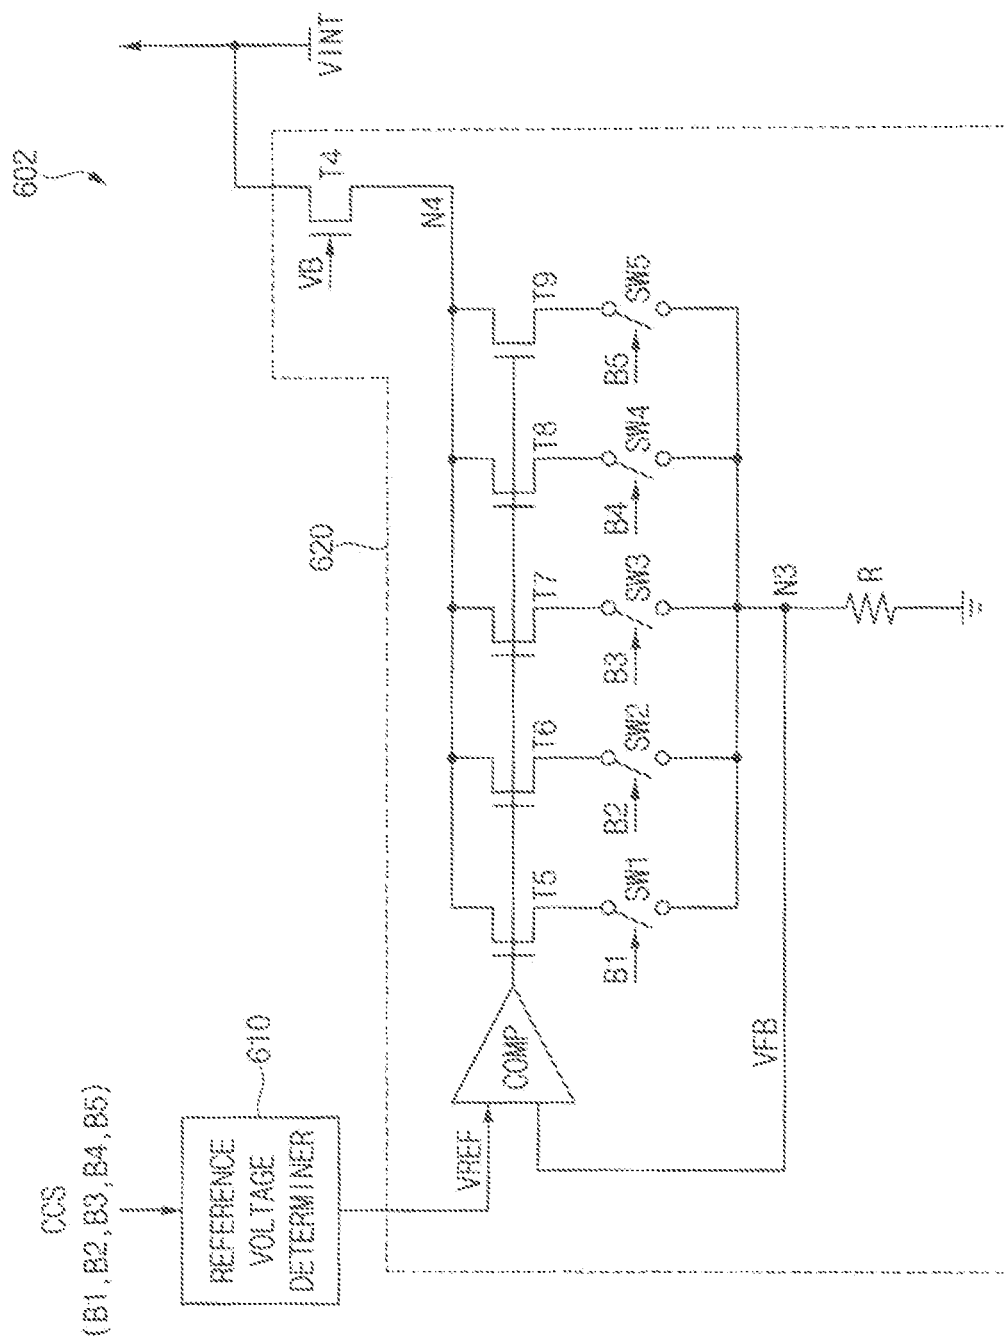 602
CCS
(B1,B2,B3,B4,B5)
610
REFERENCE
VOLTAGE
DETERMINER
620
VINT
VB
T4
N4
VREF
COMP
T5
T6
T7
T8
T9
B1
SW1
B2
SW2
B3
SW3
B4
SW4
B5
SW5
VFB
N3
R